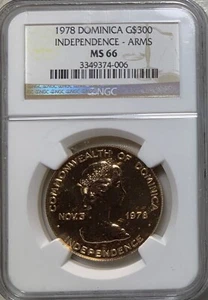 1978 DOMINICA G$300
INDEPENDENCE - ARMS
MS 66
3349374-006
NGC
COMMONWEALTH OF DOMINICA
NOV.3 1978
INDEPENDENCE